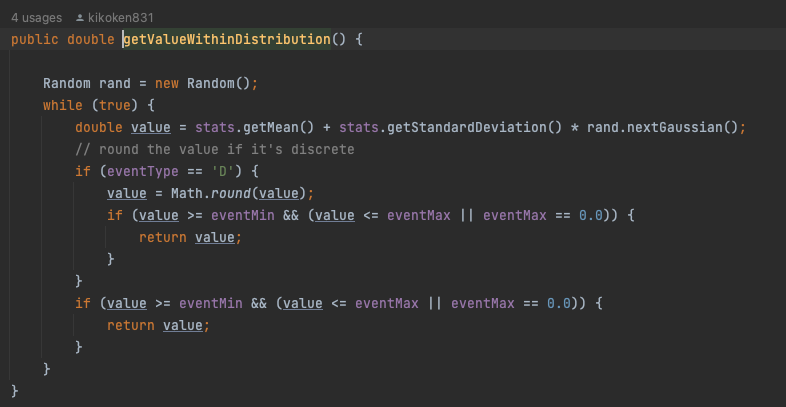 4 usages kikoken831
public double getValueWithinDistribution() {
Random rand = new Random();
while (true) {
double value = stats.getMean() + stats.getStandardDeviation() * rand.nextGaussian();
// round the value if it's discrete
if (eventType == 'D') {
value = Math.round(value);
if (value >= eventMin && (value <= eventMax || eventMax == 0.0)) {
return value;
}
}
if (value >= eventMin && (value <= eventMax || eventMax == 0.0)) {
return value;
}
}
}